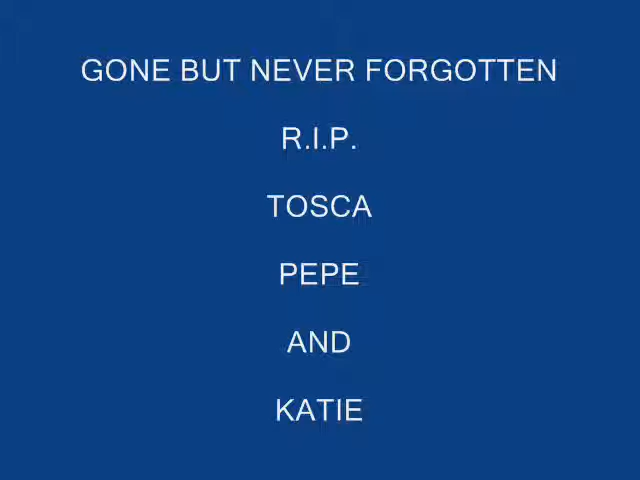 GONE BUT NEVER FORGOTTEN
R.I.P.
TOSCA
PEPE
AND
KATIE